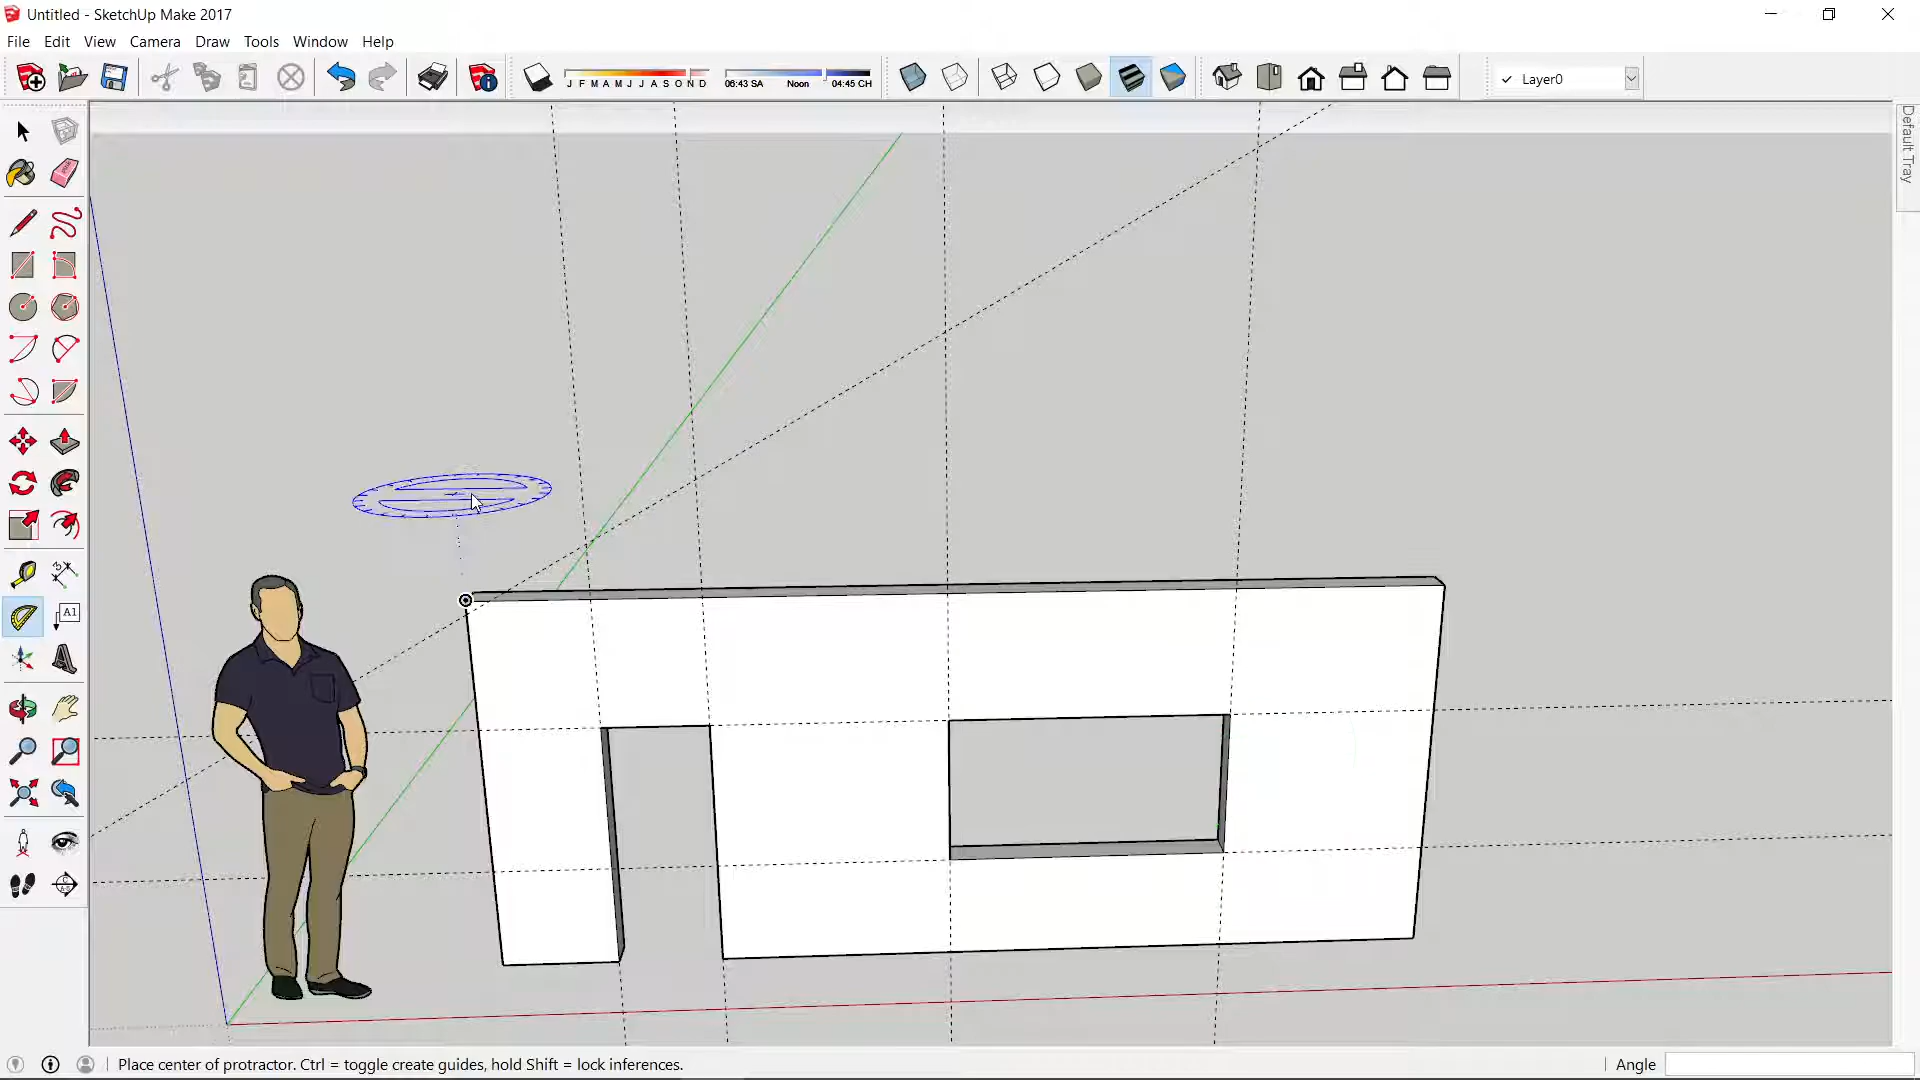 Untitled - SketchUp Make 2017
File Edit View Camera Draw Tools Window Help
J F M A M J J A S O N D
06:43 SA Noon 04:45 CH
Layer0
Default Tray
A1
Place center of protractor. Ctrl = toggle create guides, hold Shift = lock inferences.
Angle